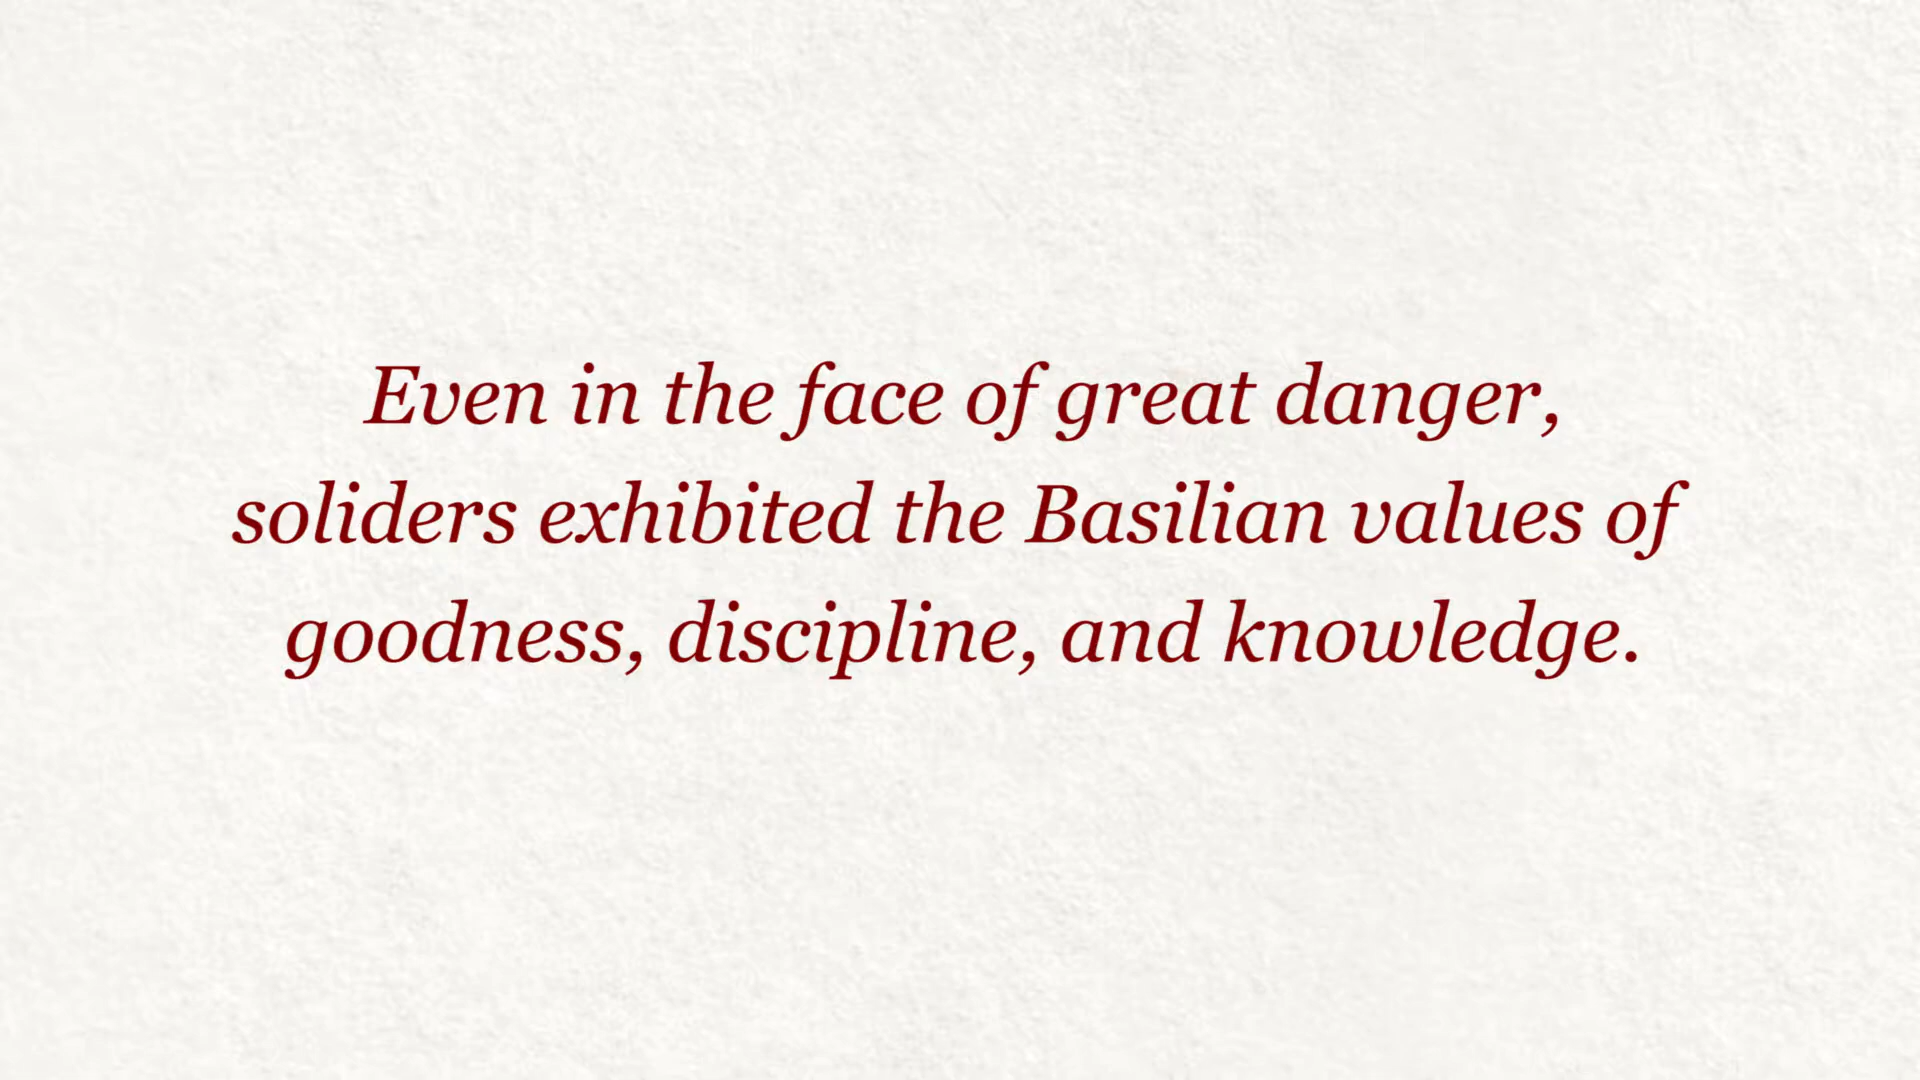 Even in the face of great danger,
soliders exhibited the Basilian values of
goodness, discipline, and knowledge.